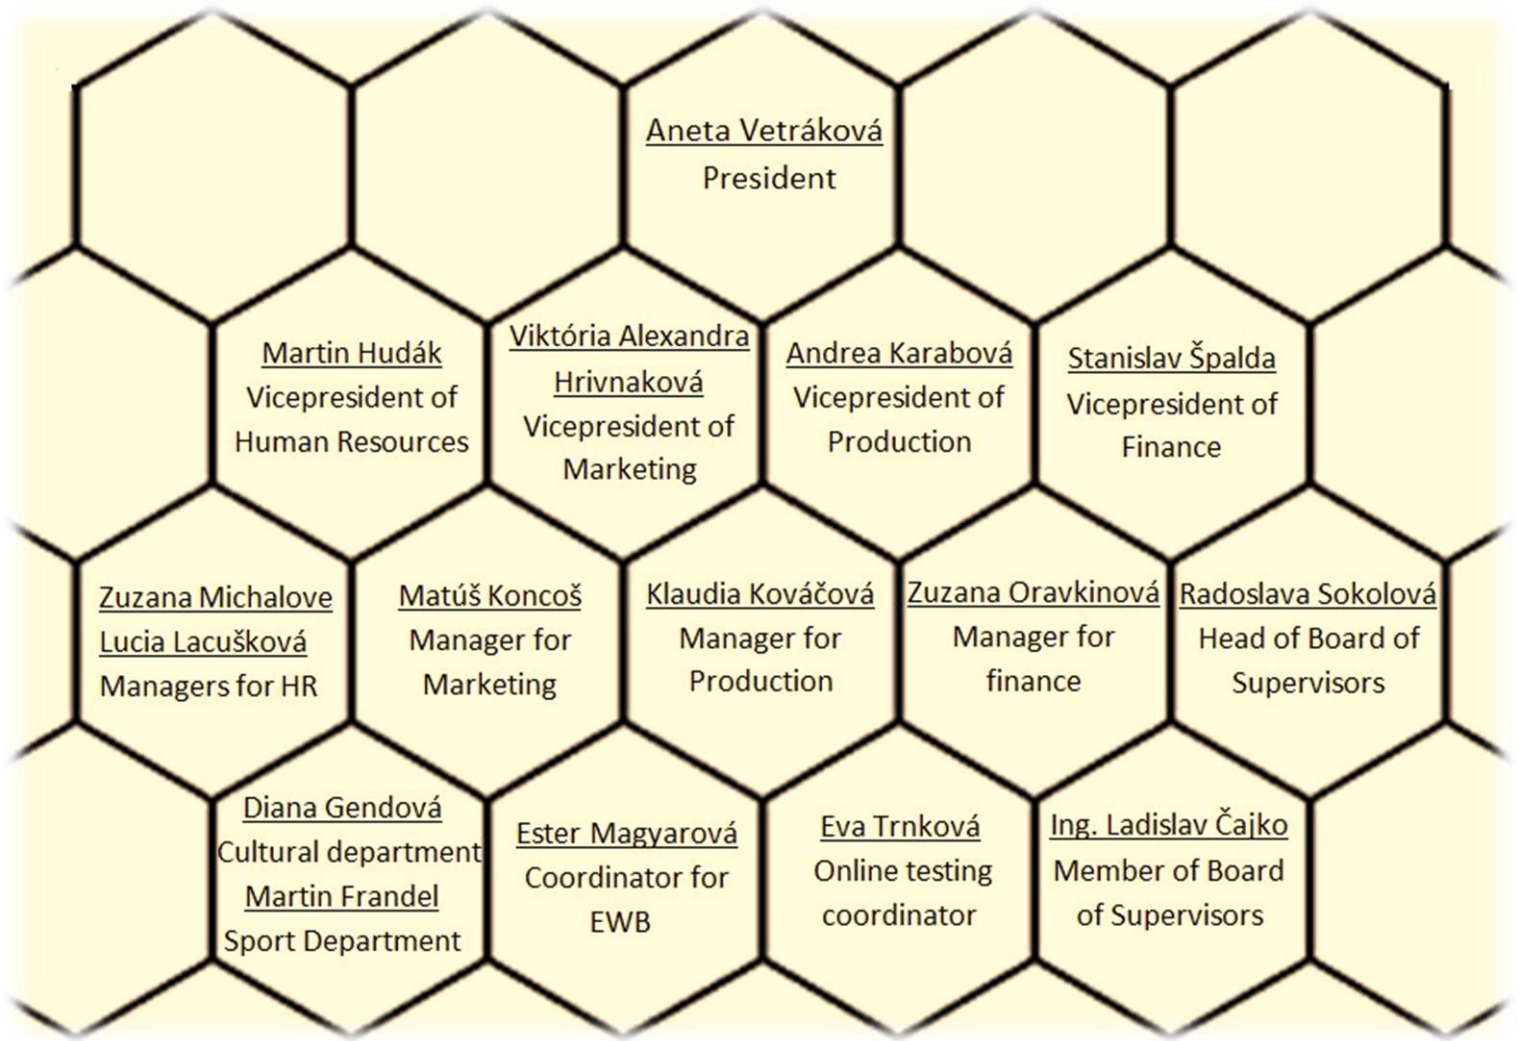 Aneta Vetráková
President
Martin Hudák
Vicepresident of
Human Resources
Viktória Alexandra
Hrivnaková
Vicepresident of
Marketing
Andrea Karabová
Vicepresident of
Production
Stanislav Špalda
Vicepresident of
Finance
Zuzana Michalove
Lucia Lacušková
Managers for HR
Matúš Koncoš
Manager for
Marketing
Klaudia Kováčová
Manager for
Production
Zuzana Oravkinová
Manager for
finance
Radoslava Sokolová
Head of Board of
Supervisors
Diana Gendová
Cultural department
Martin Frandel
Sport Department
Ester Magyarová
Coordinator for
EWB
Eva Trnková
Online testing
coordinator
Ing. Ladislav Čajko
Member of Board
of Supervisors